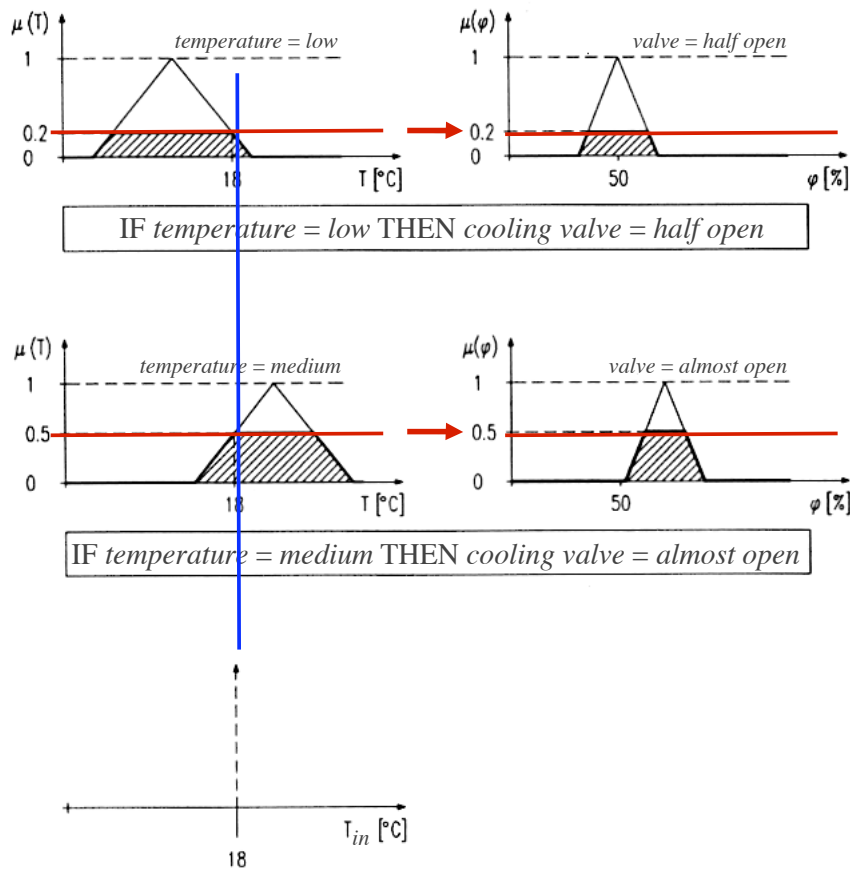 μ(T)
temperature = low
1
0.2
0
18
T [°C]
μ(φ)
valve = half open
1
0.2
0
50
φ [%]
IF temperature = low THEN cooling valve = half open
μ(T)
temperature = medium
1
0.5
0
18
T [°C]
μ(φ)
valve = almost open
1
0.5
0
50
φ [%]
IF temperature = medium THEN cooling valve = almost open
Tin [°C]
18